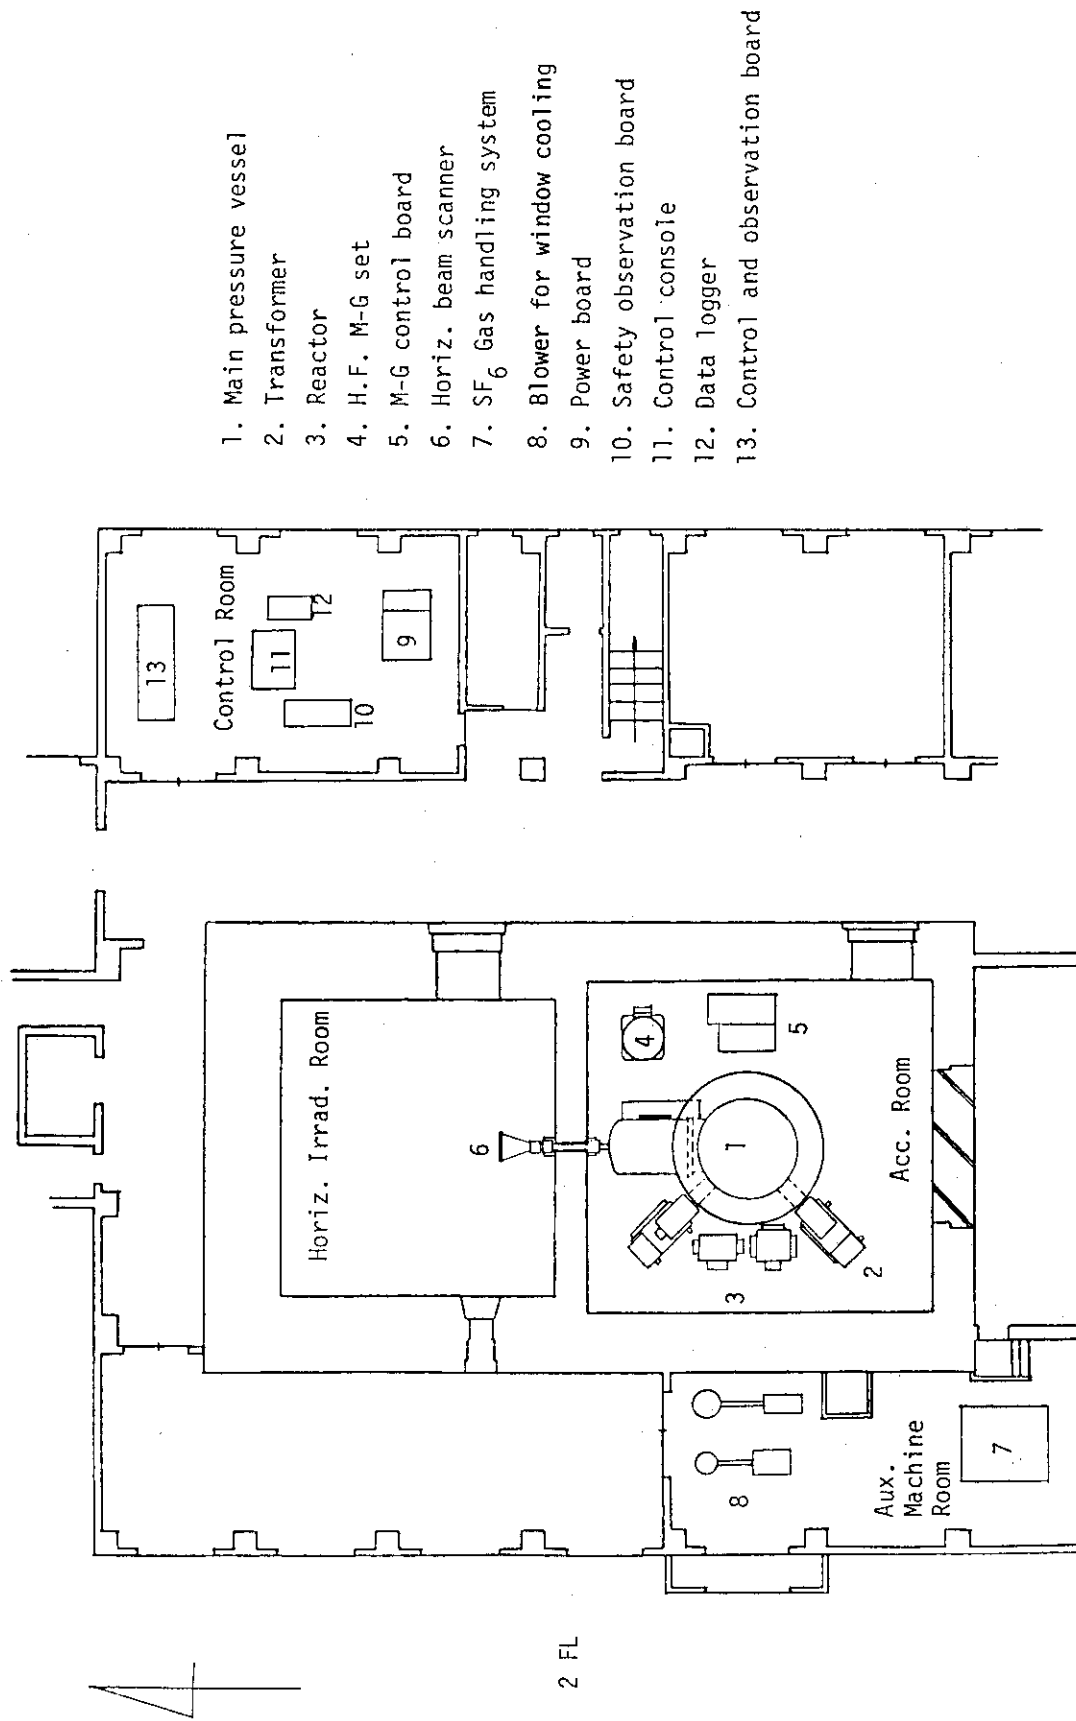 2 FL
Horiz. Irrad. Room
6
4
5
1
3
2
Acc. Room
8
Aux.
Machine
Room
7
13
Control Room
12
11
10
9
1. Main pressure vessel
2. Transformer
3. Reactor
4. H.F. M-G set
5. M-G control board
6. Horiz. beam scanner
7. SF6 Gas handling system
8. Blower for window cooling
9. Power board
10. Safety observation board
11. Control console
12. Data logger
13. Control and observation board